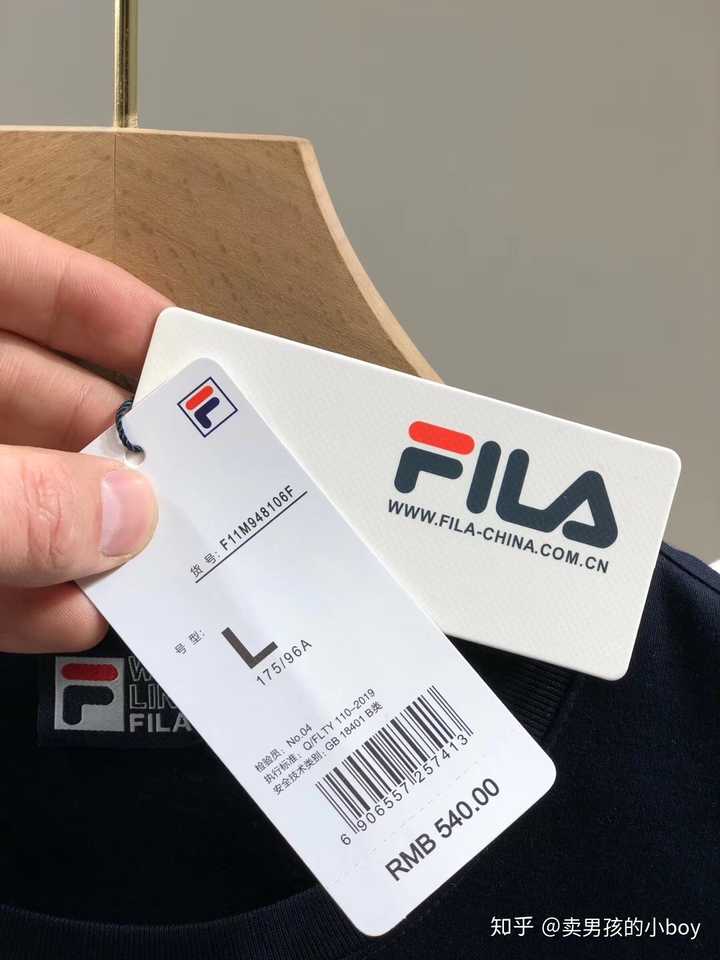 FILA
WWW.FILA-CHINA.COM.CN
货 号: F11M948106F
号 型:
L
175/96A
检验员: No.04
执行标准: Q/FLTY 110-2019
安全技术类别: GB 18401 B类
6 906557 257413
RMB 540.00
LIN
FILA
知乎 @卖男孩的小boy